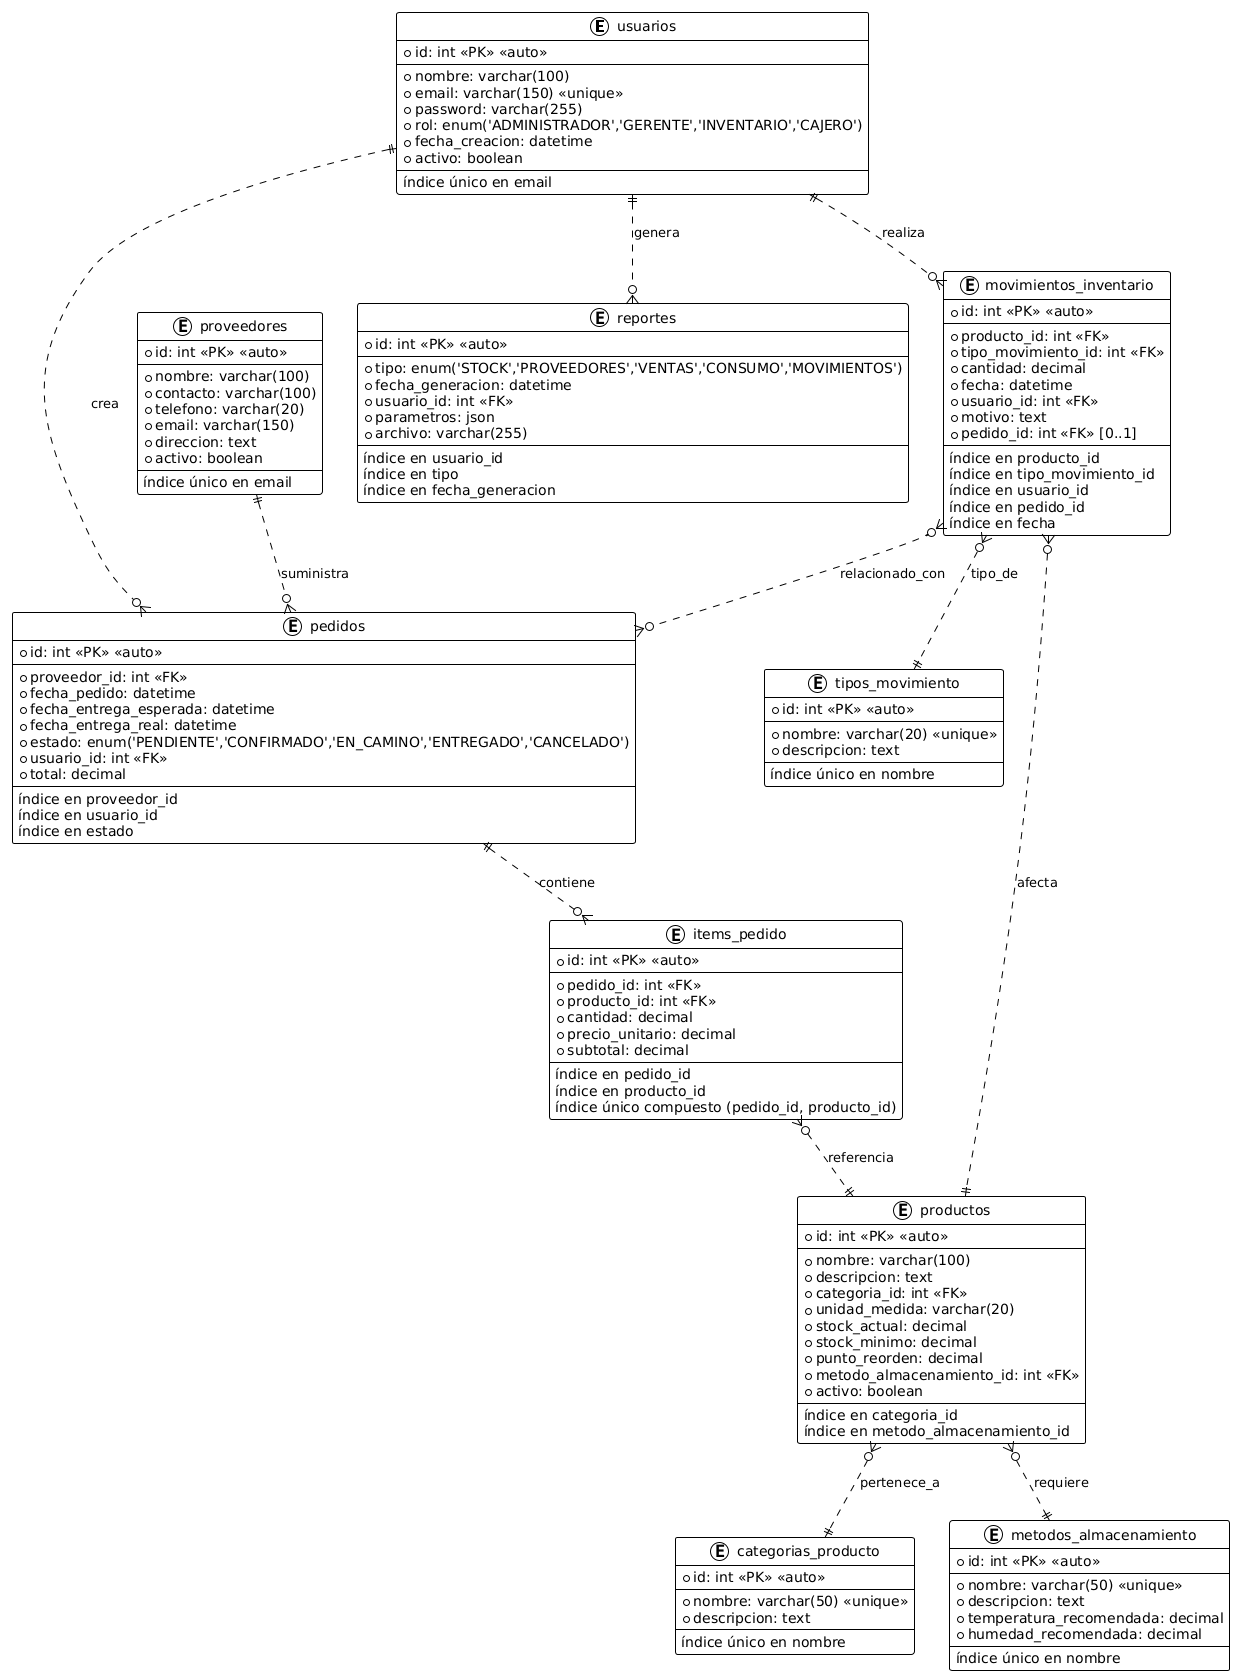 E usuarios
id: int «PK» «auto»
nombre: varchar(100)
email: varchar(150) «unique»
password: varchar(255)
rol: enum('ADMINISTRADOR','GERENTE','INVENTARIO','CAJERO')
fecha_creacion: datetime
activo: boolean
índice único en email
crea
genera
realiza
E proveedores
id: int «PK» «auto»
nombre: varchar(100)
contacto: varchar(100)
telefono: varchar(20)
email: varchar(150)
direccion: text
activo: boolean
índice único en email
E reportes
id: int «PK» «auto»
tipo: enum('STOCK','PROVEEDORES','VENTAS','CONSUMO','MOVIMIENTOS')
fecha_generacion: datetime
usuario_id: int «FK»
parametros: json
archivo: varchar(255)
índice en usuario_id
índice en tipo
índice en fecha_generacion
E movimientos_inventario
id: int «PK» «auto»
producto_id: int «FK»
tipo_movimiento_id: int «FK»
cantidad: decimal
fecha: datetime
usuario_id: int «FK»
motivo: text
pedido_id: int «FK» [0..1]
índice en producto_id
índice en tipo_movimiento_id
índice en usuario_id
índice en pedido_id
índice en fecha
suministra
relacionado_con
tipo_de
E pedidos
id: int «PK» «auto»
proveedor_id: int «FK»
fecha_pedido: datetime
fecha_entrega_esperada: datetime
fecha_entrega_real: datetime
estado: enum('PENDIENTE','CONFIRMADO','EN_CAMINO','ENTREGADO','CANCELADO')
usuario_id: int «FK»
total: decimal
índice en proveedor_id
índice en usuario_id
índice en estado
E tipos_movimiento
id: int «PK» «auto»
nombre: varchar(20) «unique»
descripcion: text
índice único en nombre
contiene
afecta
E items_pedido
id: int «PK» «auto»
pedido_id: int «FK»
producto_id: int «FK»
cantidad: decimal
precio_unitario: decimal
subtotal: decimal
índice en pedido_id
índice en producto_id
índice único compuesto (pedido_id, producto_id)
referencia
E productos
id: int «PK» «auto»
nombre: varchar(100)
descripcion: text
categoria_id: int «FK»
unidad_medida: varchar(20)
stock_actual: decimal
stock_minimo: decimal
punto_reorden: decimal
metodo_almacenamiento_id: int «FK»
activo: boolean
índice en categoria_id
índice en metodo_almacenamiento_id
pertenece_a
requiere
E categorias_producto
id: int «PK» «auto»
nombre: varchar(50) «unique»
descripcion: text
índice único en nombre
E metodos_almacenamiento
id: int «PK» «auto»
nombre: varchar(50) «unique»
descripcion: text
temperatura_recomendada: decimal
humedad_recomendada: decimal
índice único en nombre